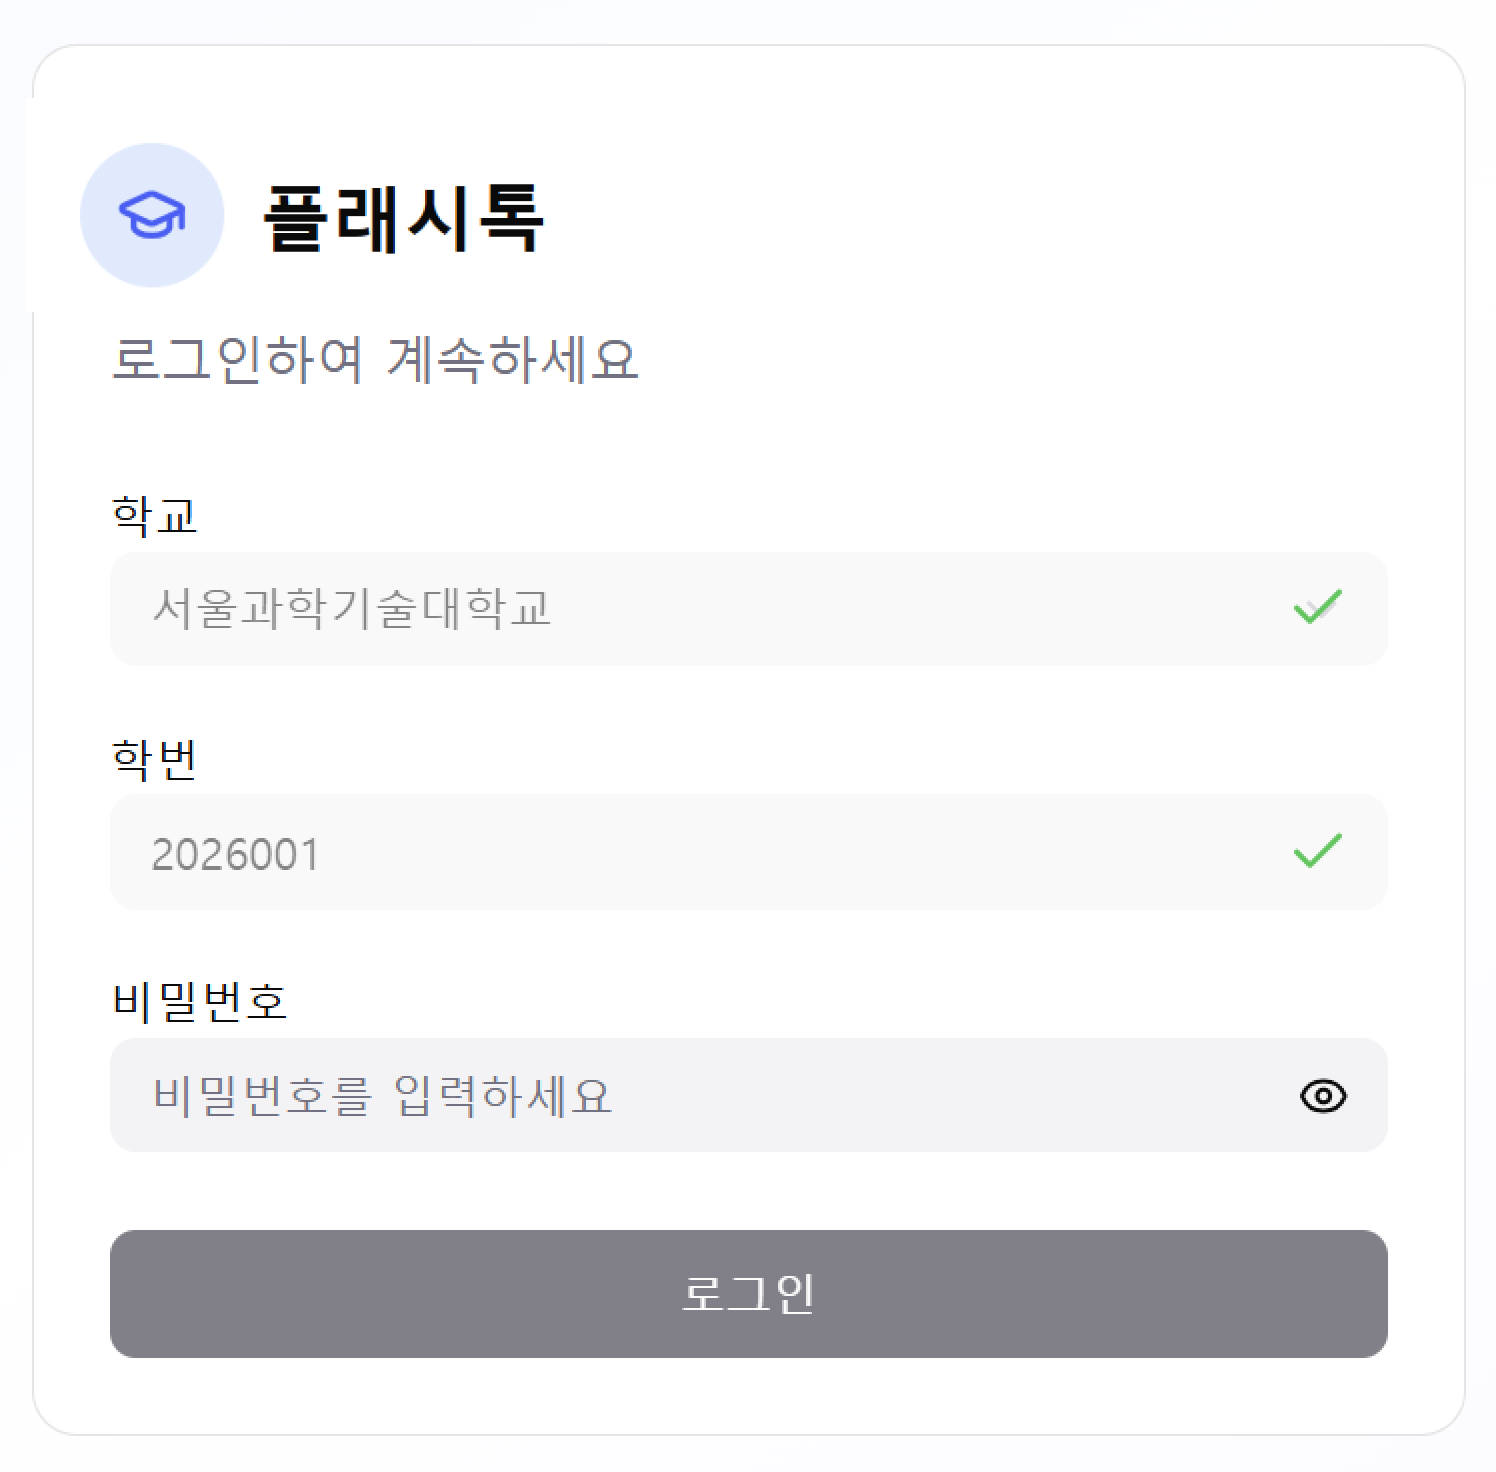 플래시톡
로그인하여 계속하세요
학교
서울과학기술대학교
학번
2026001
비밀번호
비밀번호를 입력하세요
로그인